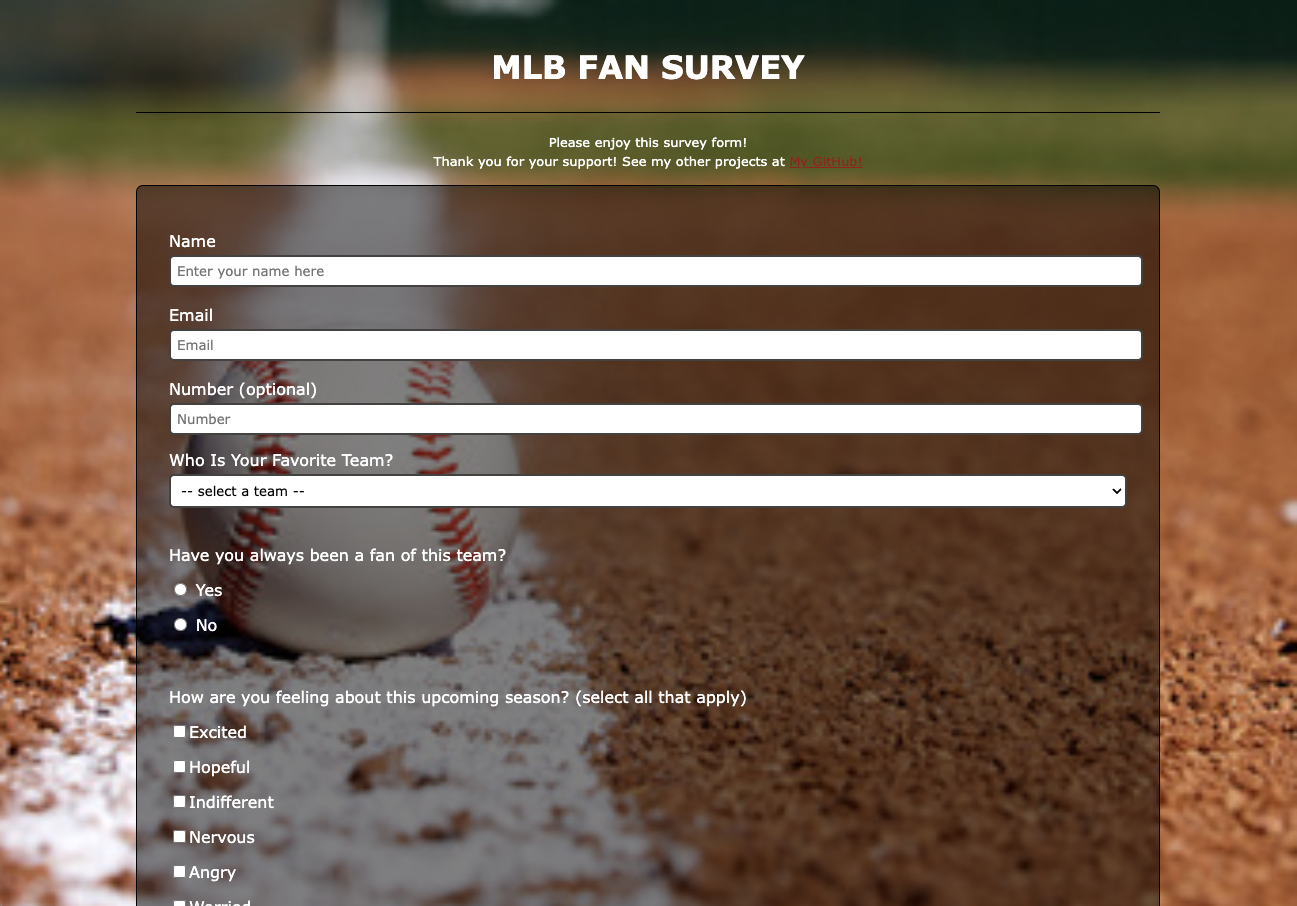 MLB FAN SURVEY
Please enjoy this survey form!
Thank you for your support! See my other projects at My GitHub!
Name
Enter your name here
Email
Email
Number (optional)
Number
Who Is Your Favorite Team?
-- select a team --
Have you always been a fan of this team?
Yes
No
How are you feeling about this upcoming season? (select all that apply)
Excited
Hopeful
Indifferent
Nervous
Angry
Worried